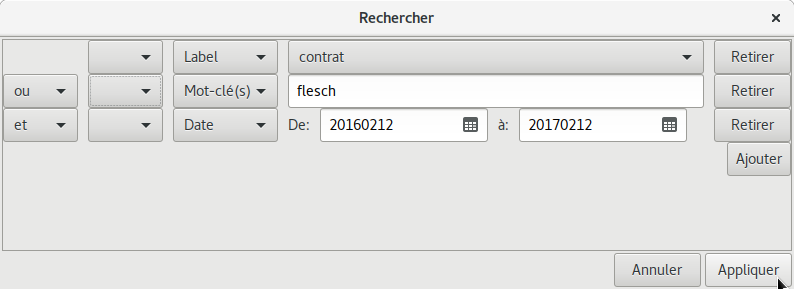 Rechercher
Label contrat Retirer
ou Mot-clé(s) flesch Retirer
et Date De: 20160212 à: 20170212 Retirer
Ajouter
Annuler Appliquer